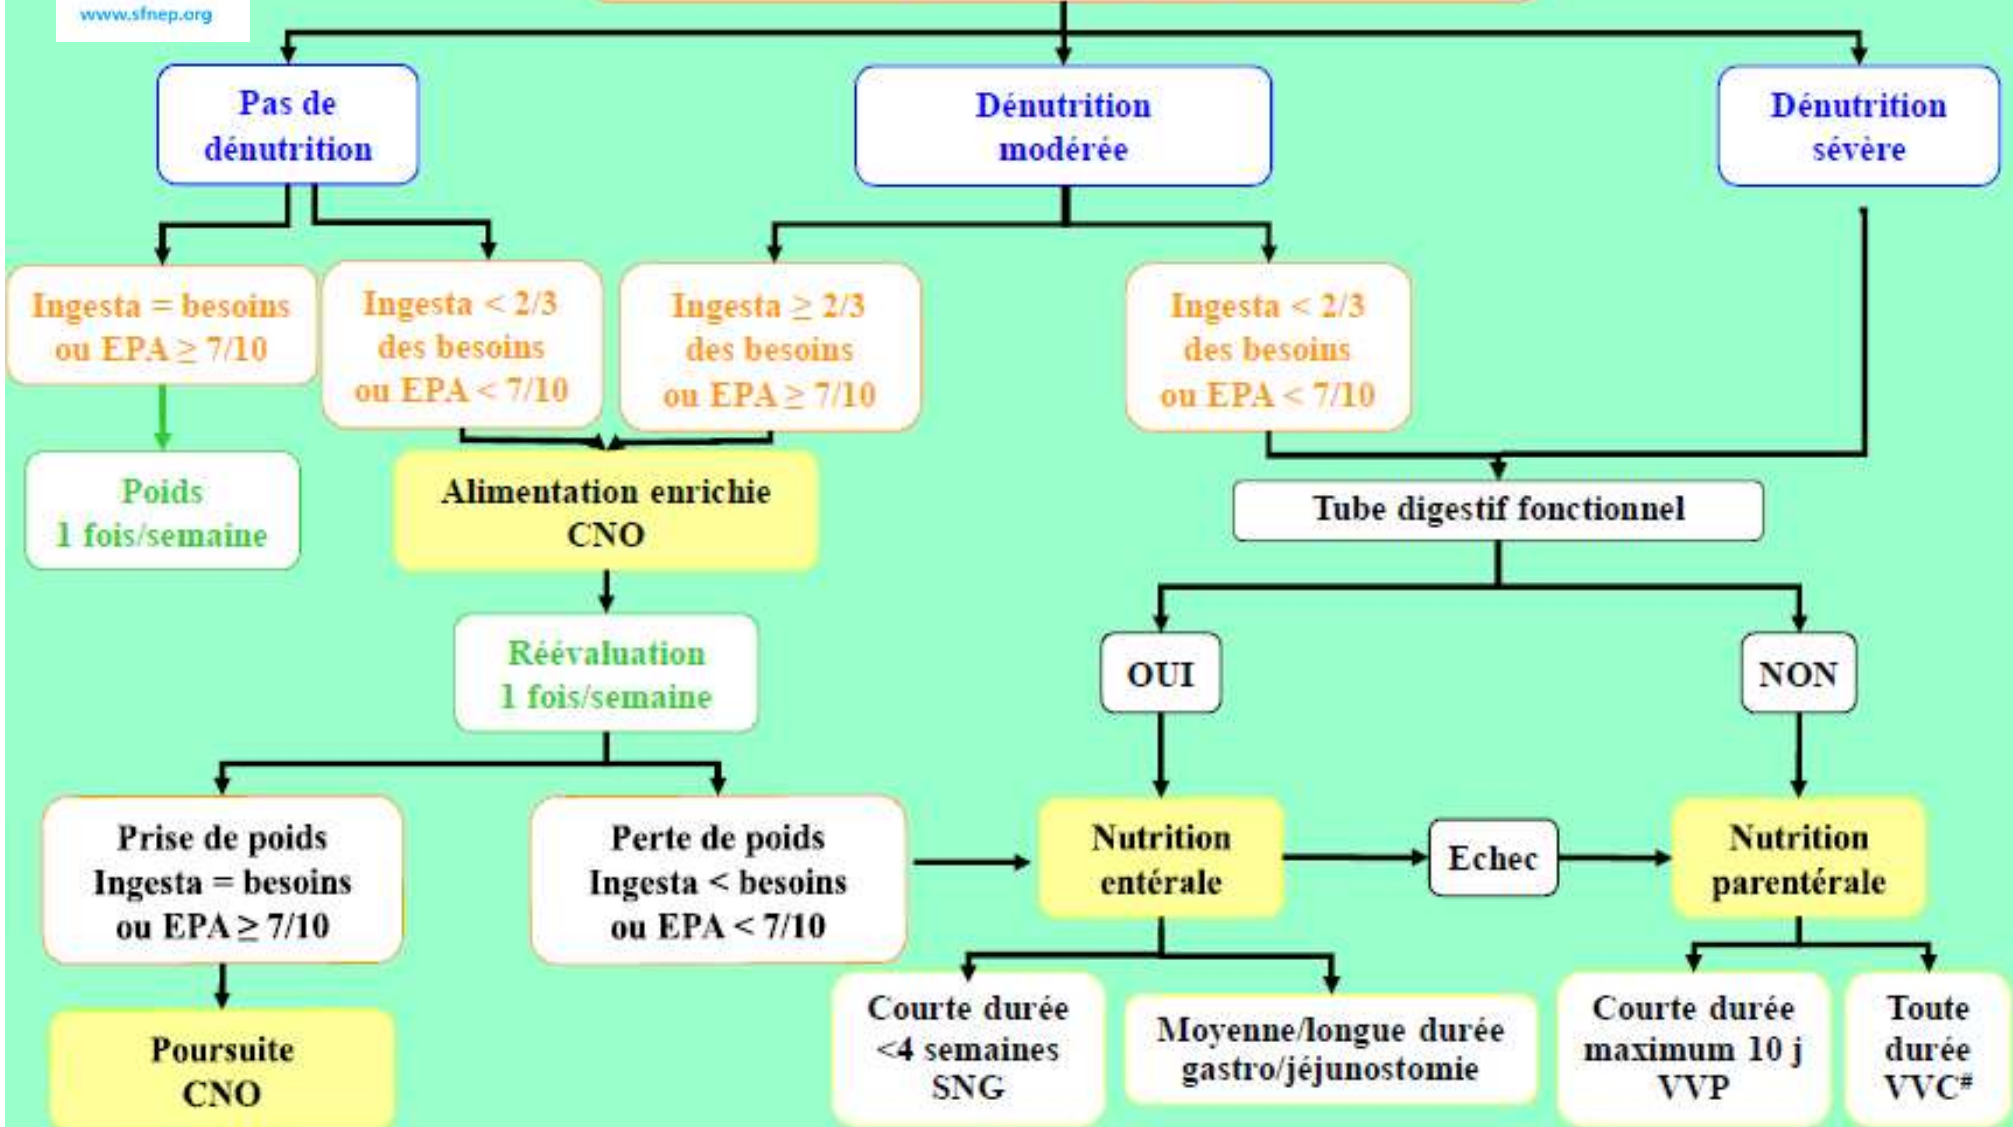 www.sfnep.org
Pas de
dénutrition
Dénutrition
modérée
Dénutrition
sévère
Ingesta = besoins
ou EPA ≥ 7/10
Ingesta < 2/3
des besoins
ou EPA < 7/10
Ingesta ≥ 2/3
des besoins
ou EPA ≥ 7/10
Ingesta < 2/3
des besoins
ou EPA < 7/10
Poids
1 fois/semaine
Alimentation enrichie
CNO
Tube digestif fonctionnel
Réévaluation
1 fois/semaine
OUI
NON
Prise de poids
Ingesta = besoins
ou EPA ≥ 7/10
Perte de poids
Ingesta < besoins
ou EPA < 7/10
Nutrition
entérale
Echec
Nutrition
parentérale
Poursuite
CNO
Courte durée
<4 semaines
SNG
Moyenne/longue durée
gastro/jéjunostomie
Courte durée
maximum 10 j
VVP
Toute
durée
VVC#